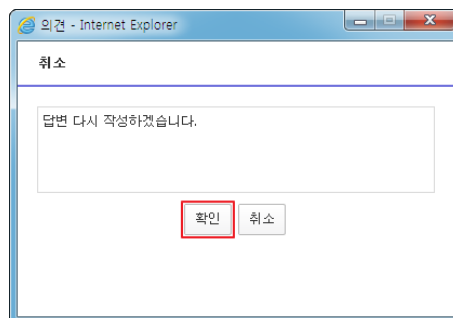 의견 - Internet Explorer
취소
답변 다시 작성하겠습니다.
확인 취소